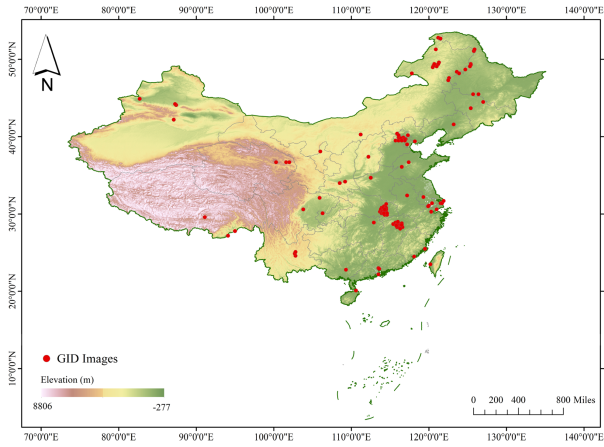 70°0'0"E 80°0'0"E 90°0'0"E 100°0'0"E 110°0'0"E 120°0'0"E 130°0'0"E 140°0'0"E
N
50°0'0"N 50°0'0"N
40°0'0"N 40°0'0"N
30°0'0"N 30°0'0"N
20°0'0"N 20°0'0"N
10°0'0"N 10°0'0"N
GID Images
Elevation (m)
8806 -277
0 200 400 800 Miles
70°0'0"E 80°0'0"E 90°0'0"E 100°0'0"E 110°0'0"E 120°0'0"E 130°0'0"E 140°0'0"E